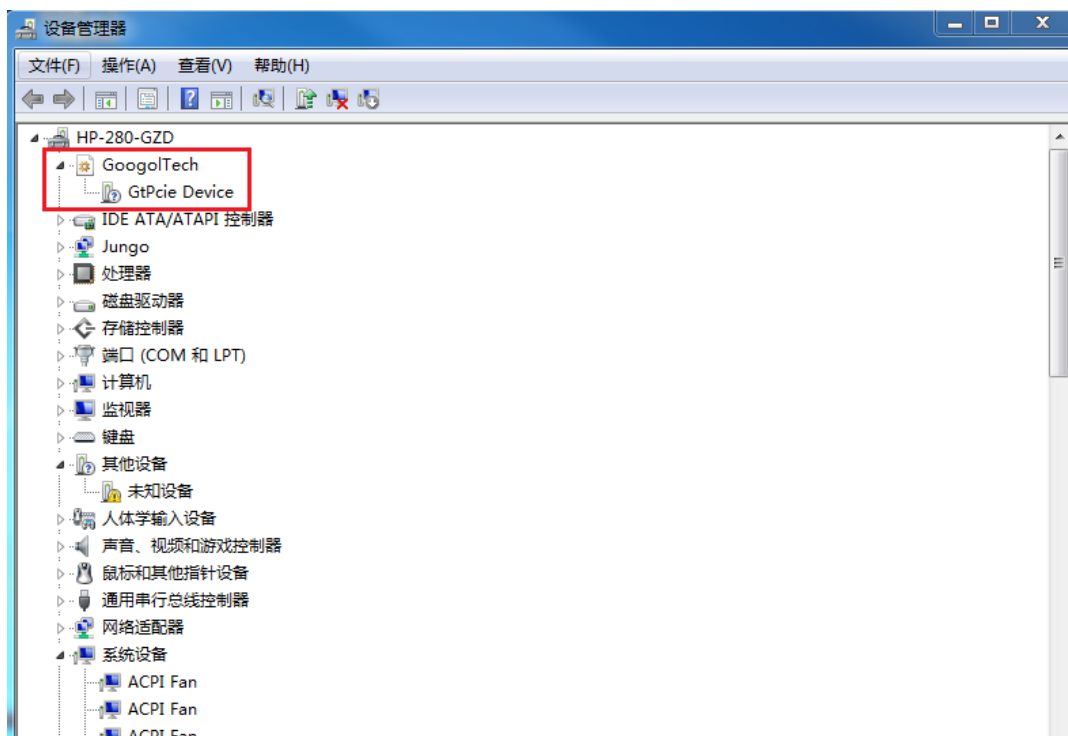 设备管理器
文件(F) 操作(A) 查看(V) 帮助(H)
HP-280-GZD
GoogolTech
GtPcie Device
IDE ATA/ATAPI 控制器
Jungo
处理器
磁盘驱动器
存储控制器
端口 (COM 和 LPT)
计算机
监视器
键盘
其他设备
未知设备
人体学输入设备
声音、视频和游戏控制器
鼠标和其他指针设备
通用串行总线控制器
网络适配器
系统设备
ACPI Fan
ACPI Fan
ACPI Fan